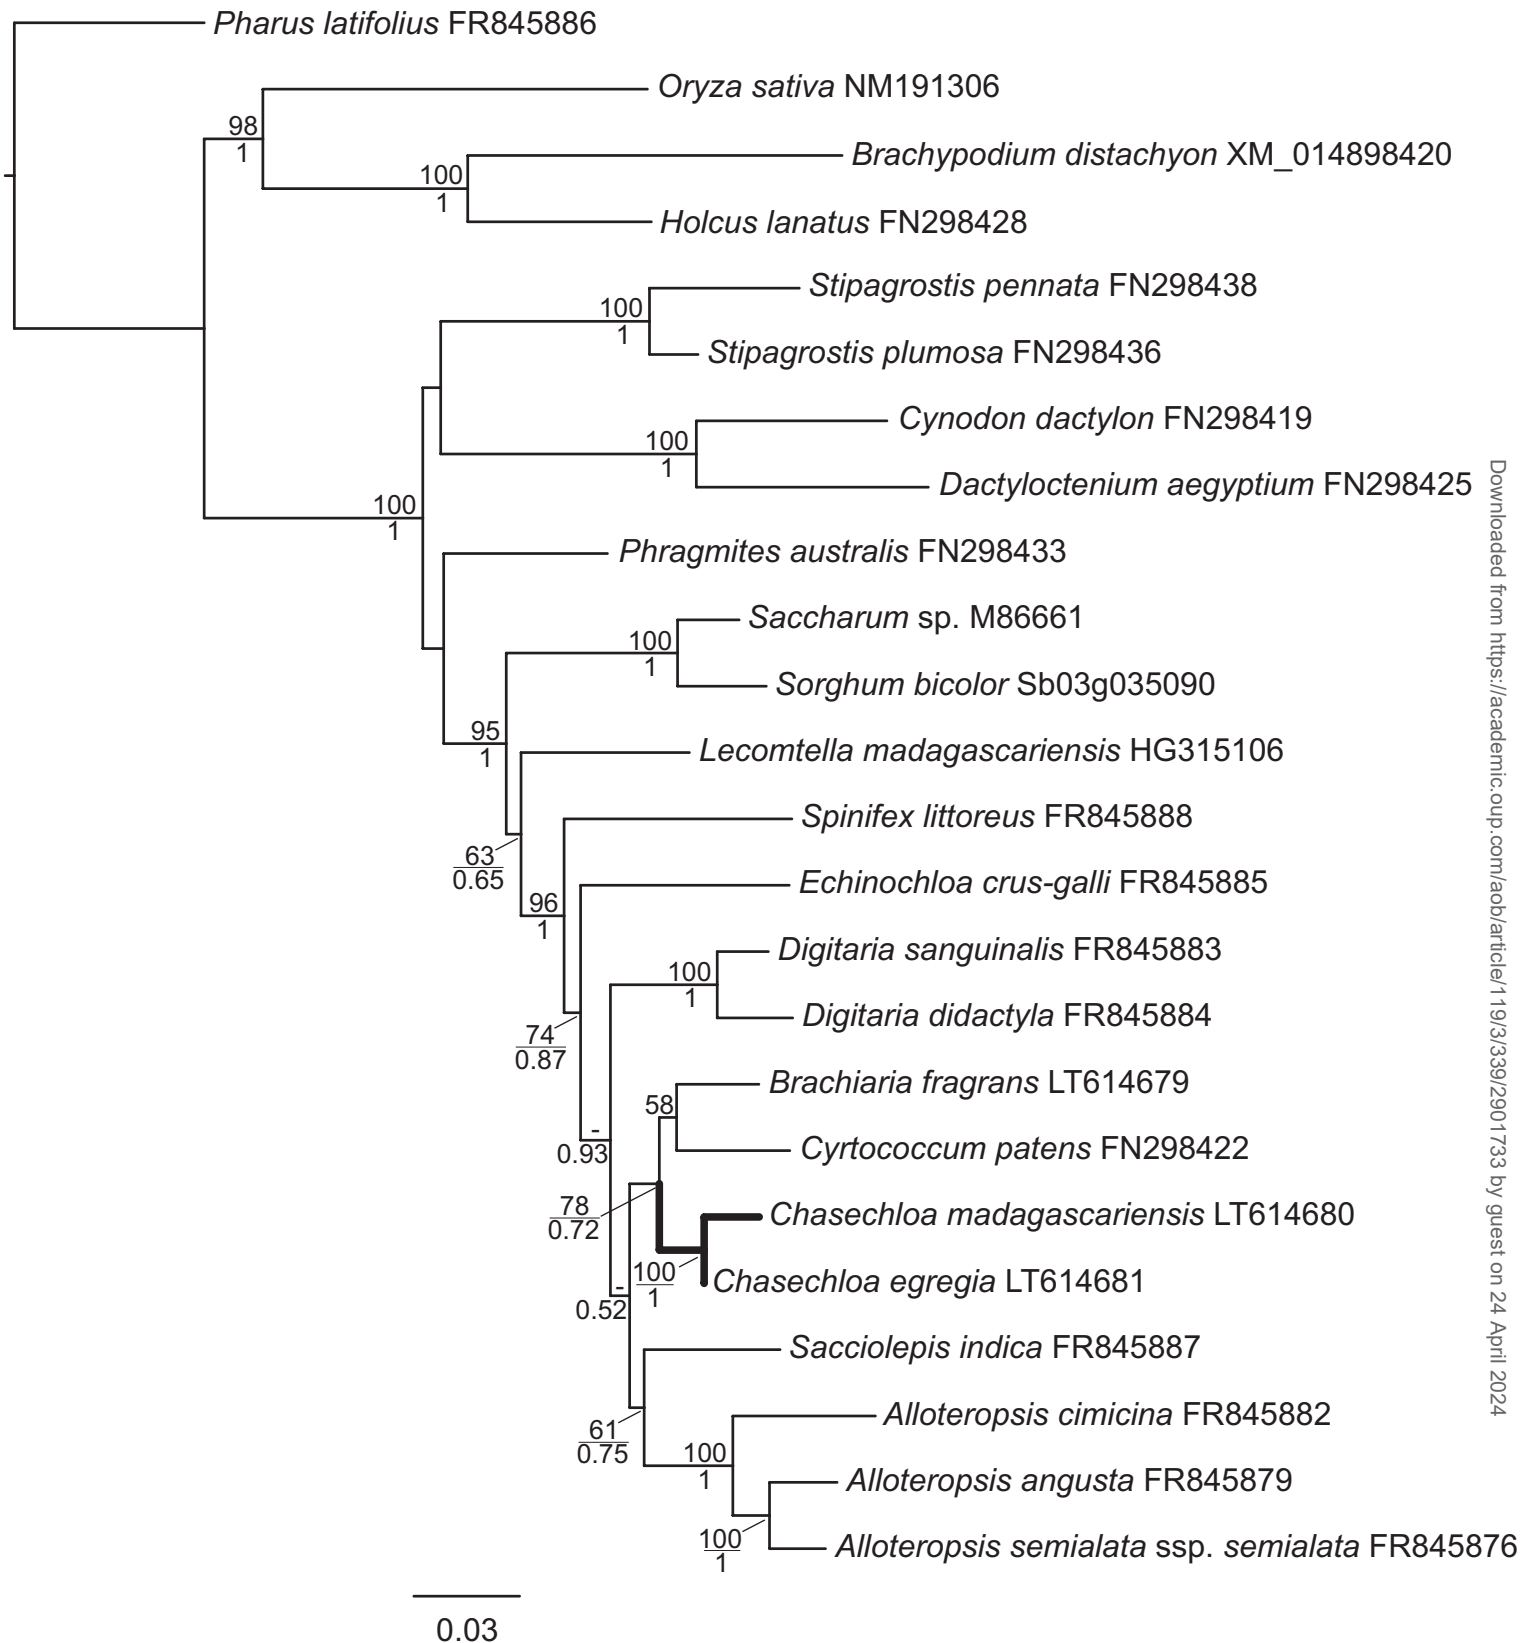 Pharus latifolius FR845886
Oryza sativa NM191306
98
1
Brachypodium distachyon XM_014898420
100
1
Holcus lanatus FN298428
Stipagrostis pennata FN298438
100
1
Stipagrostis plumosa FN298436
Cynodon dactylon FN298419
100
1
Dactyloctenium aegyptium FN298425
100
1
Phragmites australis FN298433
Saccharum sp. M86661
100
1
Sorghum bicolor Sb03g035090
95
1
Lecomtella madagascariensis HG315106
Spinifex littoreus FR845888
63
0.65
Echinochloa crus-galli FR845885
96
1
Digitaria sanguinalis FR845883
100
1
Digitaria didactyla FR845884
74
0.87
Brachiaria fragrans LT614679
58
-
0.93
Cyrtococcum patens FN298422
78
0.72
Chasechloa madagascariensis LT614680
100
1
Chasechloa egregia LT614681
-
0.52
Sacciolepis indica FR845887
Alloteropsis cimicina FR845882
61
0.75
100
1
Alloteropsis angusta FR845879
100
1
Alloteropsis semialata ssp. semialata FR845876
0.03
Downloaded from https://academic.oup.com/aob/article/119/3/339/2901733 by guest on 24 April 2024